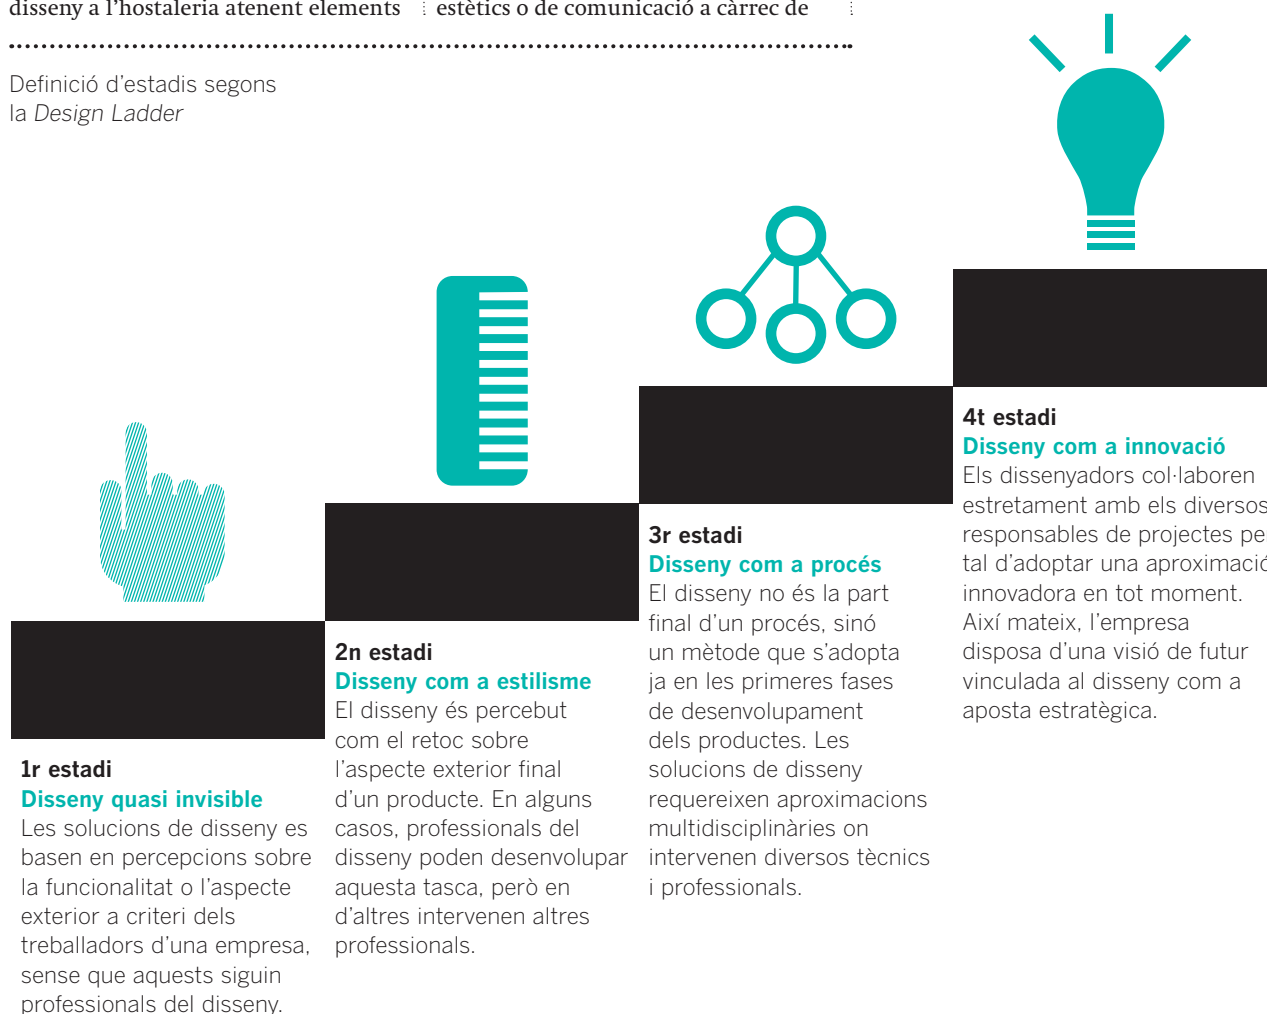 disseny a l'hostaleria atenent elements
estètics o de comunicació a càrrec de
Definició d'estadis segons
la Design Ladder
1r estadi
Disseny quasi invisible
Les solucions de disseny es
basen en percepcions sobre
la funcionalitat o l'aspecte
exterior a criteri dels
treballadors d'una empresa,
sense que aquests siguin
professionals del disseny.
2n estadi
Disseny com a estilisme
El disseny és percebut
com el retoc sobre
l'aspecte exterior final
d'un producte. En alguns
casos, professionals del
disseny poden desenvolupar
aquesta tasca, però en
d'altres intervenen altres
professionals.
3r estadi
Disseny com a procés
El disseny no és la part
final d'un procés, sinó
un mètode que s'adopta
ja en les primeres fases
de desenvolupament
dels productes. Les
solucions de disseny
requereixen aproximacions
multidisciplinàries on
intervenen diversos tècnics
i professionals.
4t estadi
Disseny com a innovació
Els dissenyadors col·laboren
estretament amb els diversos
responsables de projectes per
tal d'adoptar una aproximació
innovadora en tot moment.
Així mateix, l'empresa
disposa d'una visió de futur
vinculada al disseny com a
aposta estratègica.